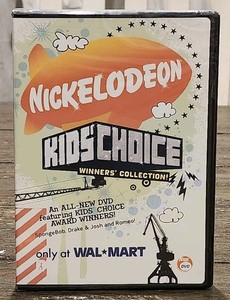 NICKELODEON
KIDS' CHOICE
WINNERS' COLLECTION!
An ALL-NEW DVD
featuring KIDS' CHOICE
AWARD WINNERS!
SpongeBob, Drake & Josh and Romeo!
only at WAL★MART
DVD